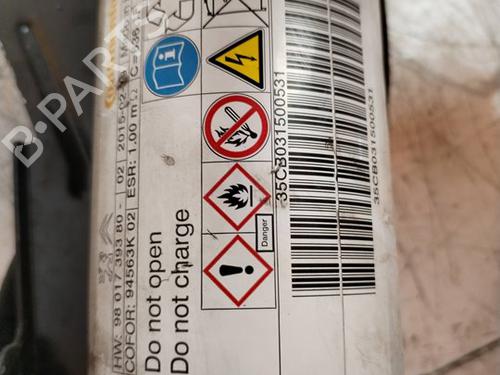 HW: 98 017 393 80 - 02
2015-02
COFOR: 94563K 02
ESR: 1.00 m
Do not open
Do not charge
Danger
35CB031500531
35CB031500531
B-PARTS